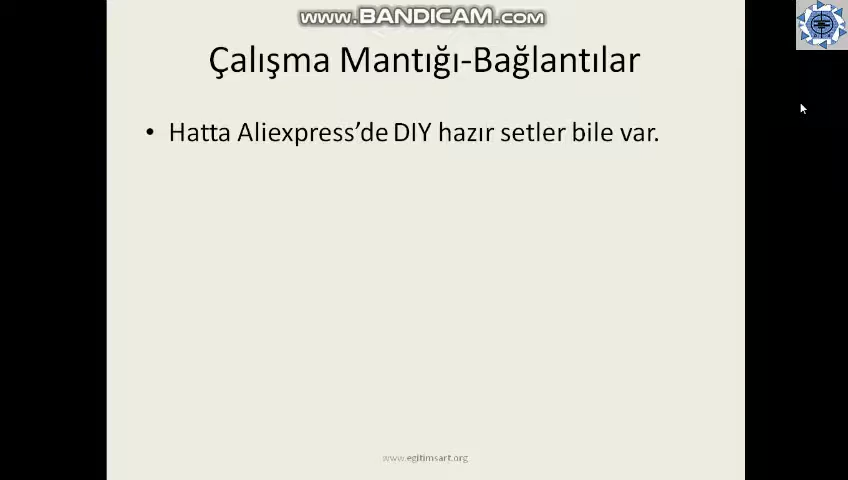 www.BANDICAM.com
Çalışma Mantığı-Bağlantılar
• Hatta Aliexpress’de DIY hazır setler bile var.
www.egitimsart.org